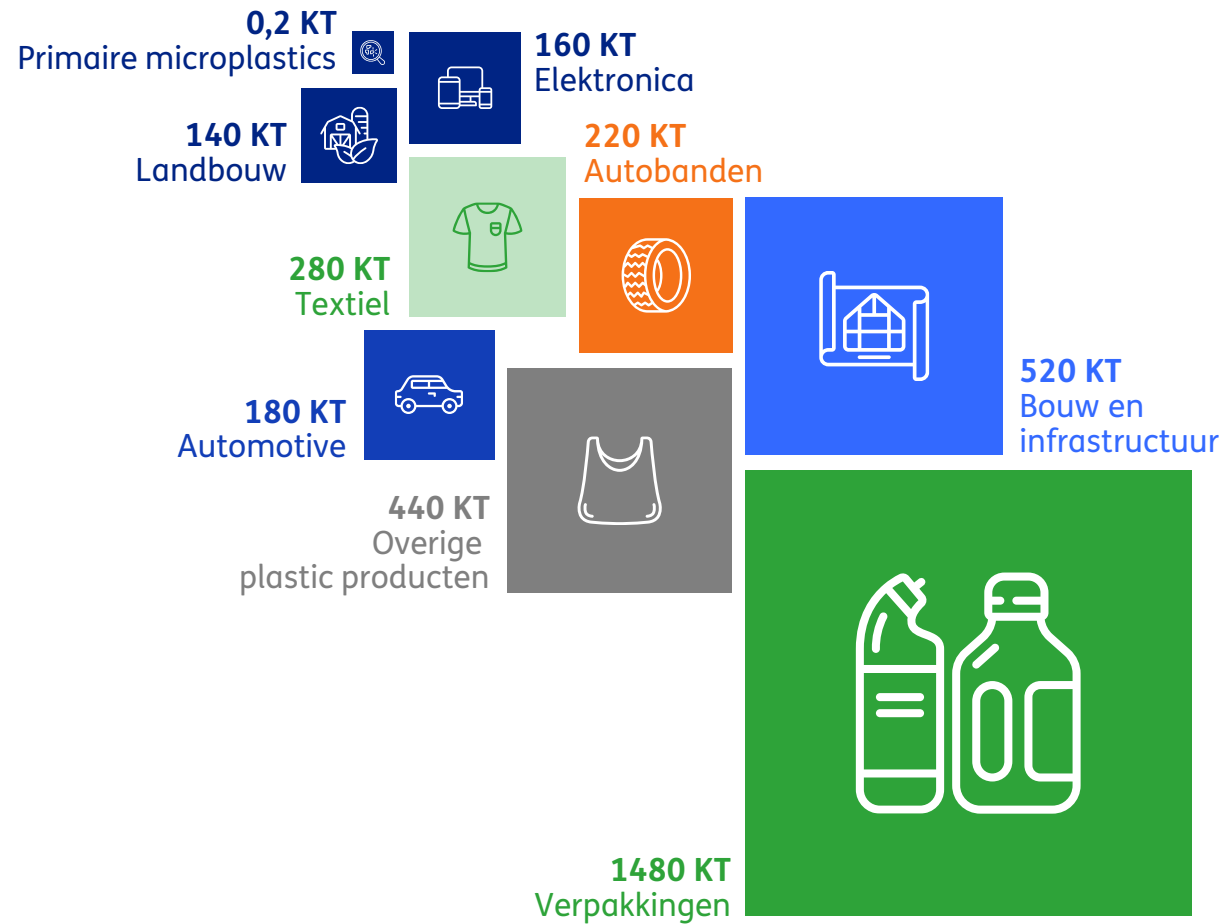 0,2 KT
Primaire microplastics
160 KT
Elektronica
140 KT
Landbouw
220 KT
Autobanden
280 KT
Textiel
520 KT
Bouw en
infrastructuur
180 KT
Automotive
440 KT
Overige
plastic producten
1480 KT
Verpakkingen